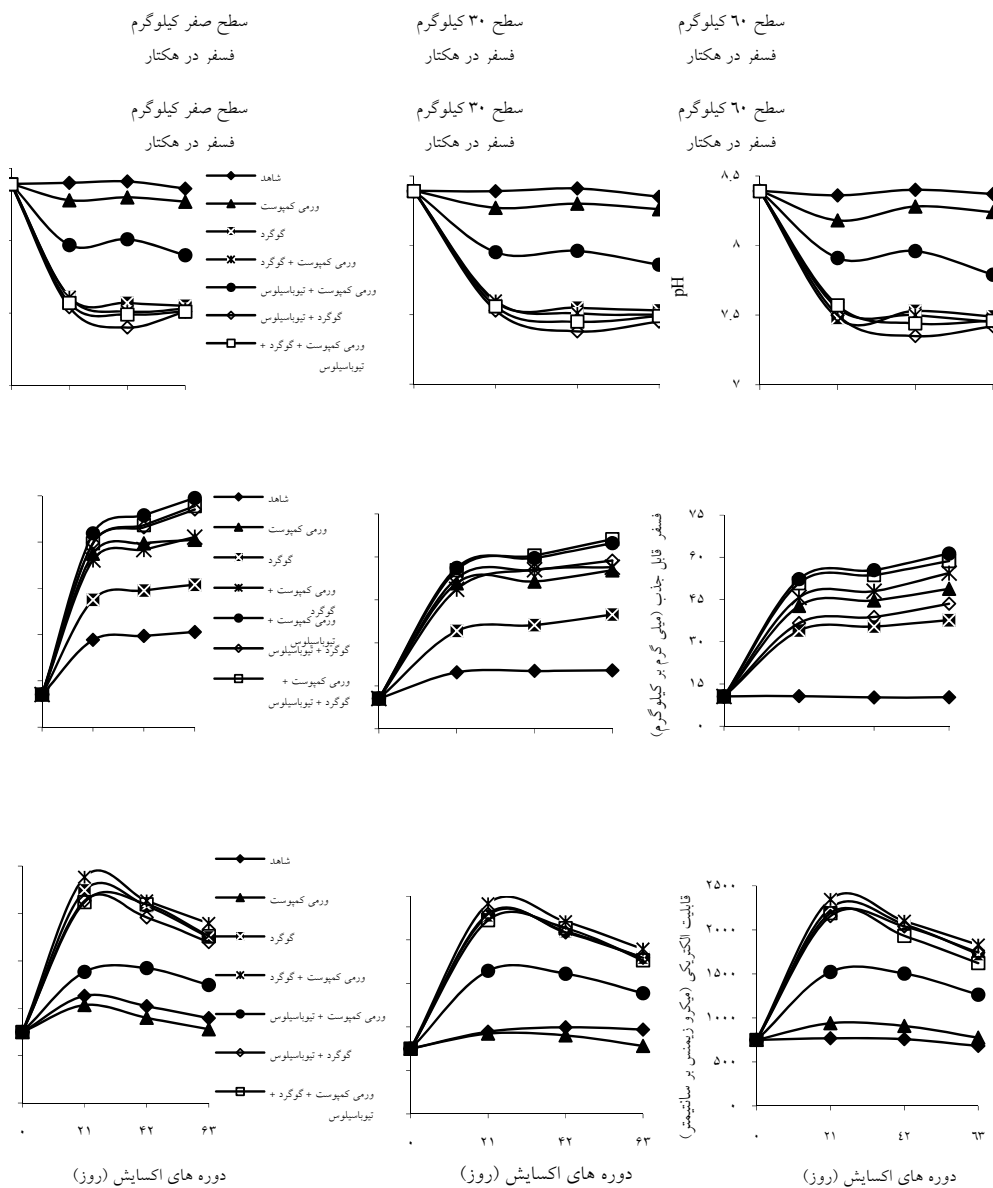 سطح ۶۰ کیلوگرم
فسفر در هکتار
سطح ۳۰ کیلوگرم
فسفر در هکتار
سطح صفر کیلوگرم
فسفر در هکتار
سطح ۶۰ کیلوگرم
فسفر در هکتار
سطح ۳۰ کیلوگرم
فسفر در هکتار
سطح صفر کیلوگرم
فسفر در هکتار
pH
۸٫۵
۸
۷٫۵
۷
شاهد
ورمی کمپوست
گوگرد
ورمی کمپوست + گوگرد
ورمی کمپوست + تیوباسیلوس
گوگرد + تیوباسیلوس
ورمی کمپوست + گوگرد +
تیوباسیلوس
فسفر قابل جذب (میلی گرم بر کیلوگرم)
۷۵
۶۰
۴۵
۳۰
۱۵
۰
شاهد
ورمی کمپوست
گوگرد
ورمی کمپوست +
گوگرد
ورمی کمپوست +
تیوباسیلوس
گوگرد + تیوباسیلوس
ورمی کمپوست +
گوگرد + تیوباسیلوس
قابلیت الکتریکی (میکرو زیمنس بر سانتیمتر)
۲۵۰۰
۲۰۰۰
۱۵۰۰
۱۰۰۰
۵۰۰
۰
شاهد
ورمی کمپوست
گوگرد
ورمی کمپوست + گوگرد
ورمی کمپوست + تیوباسیلوس
گوگرد + تیوباسیلوس
ورمی کمپوست + گوگرد +
تیوباسیلوس
۰ ۲۱ ٤۲ ۶۳
۰ ۲۱ ۴۲ ۶۳
۰ ۲۱ ۴۲ ۶۳
دوره های اکسایش (روز)
دوره های اکسایش (روز)
دوره های اکسایش (روز)